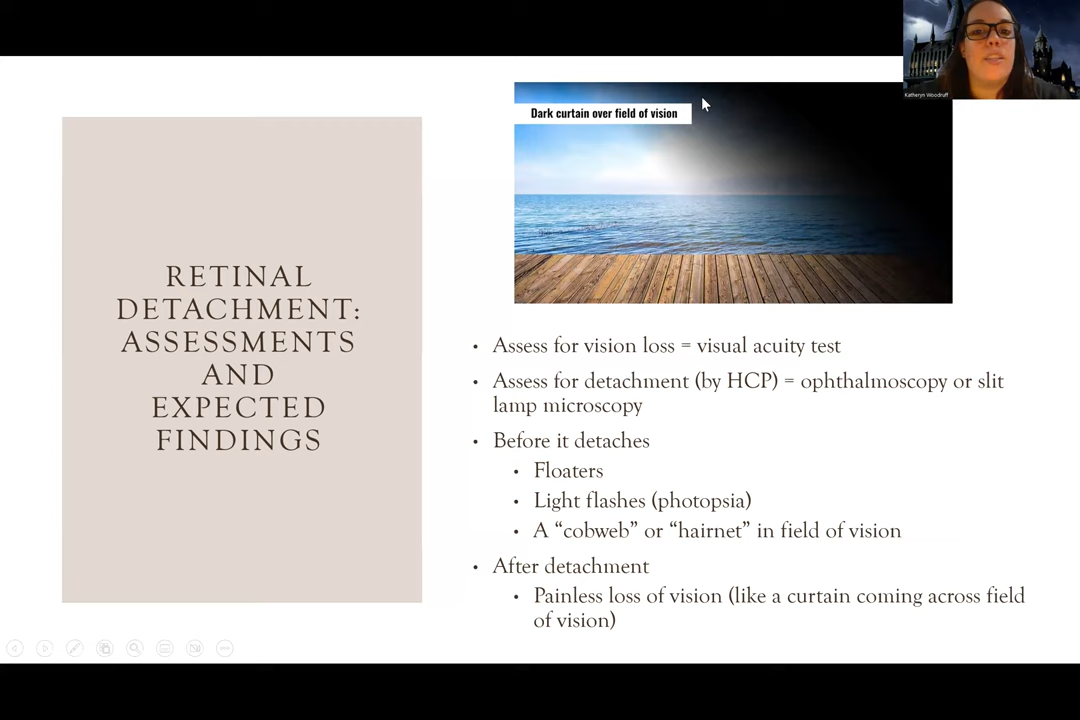 Katheryn Woodruff
Dark curtain over field of vision
RETINAL
DETACHMENT:
ASSESSMENTS
AND
EXPECTED
FINDINGS
• Assess for vision loss = visual acuity test
• Assess for detachment (by HCP) = ophthalmoscopy or slit
lamp microscopy
• Before it detaches
• Floaters
• Light flashes (photopsia)
• A “cobweb” or “hairnet” in field of vision
• After detachment
• Painless loss of vision (like a curtain coming across field
of vision)